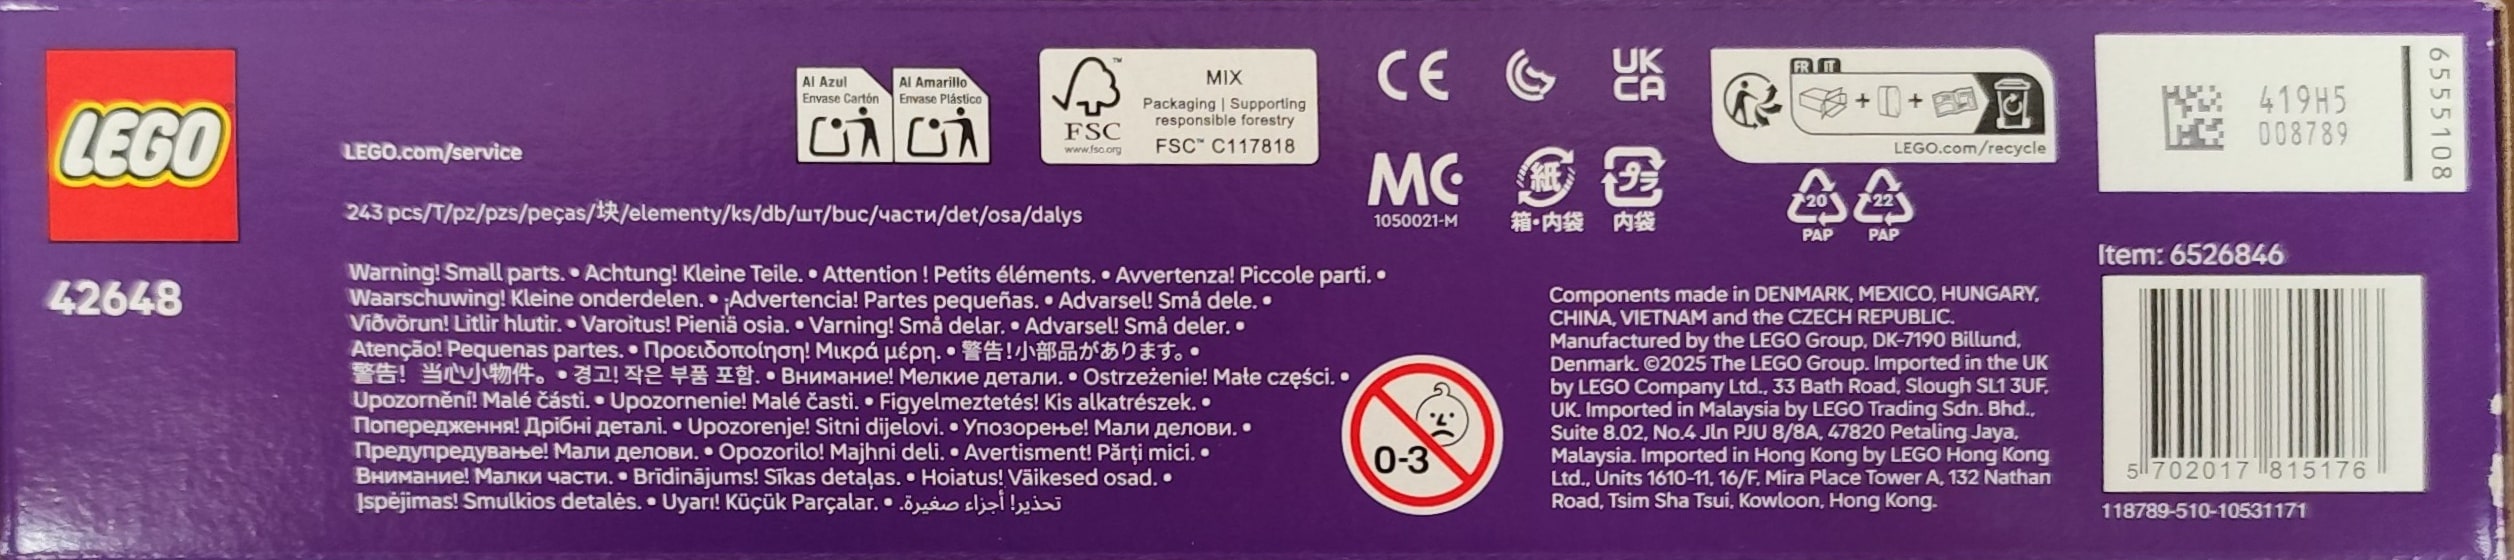 LEGO
42648
LEGO.com/service
243 pcs/T/pz/pzs/peças/块/elementy/ks/db/шт/buc/части/det/osa/dalys
Warning! Small parts. • Achtung! Kleine Teile. • Attention ! Petits éléments. • Avvertenza! Piccole parti. •
Waarschuwing! Kleine onderdelen. • ¡Advertencia! Partes pequeñas. • Advarsel! Små dele. •
Viðvörun! Litlir hlutir. • Varoitus! Pieniä osia. • Varning! Små delar. • Advarsel! Små deler. •
Atenção! Pequenas partes. • Προειδοποίηση! Μικρά μέρη. • 警告!小部品があります。 •
警告! 当心小物件。 • 경고! 작은 부품 포함. • Внимание! Мелкие детали. • Ostrzeżenie! Małe części. •
Upozornění! Malé části. • Upozornenie! Malé časti. • Figyelmeztetés! Kis alkatrészek. •
Попередження! Дрібні деталі. • Upozorenje! Sitni dijelovi. • Упозорење! Мали делови. •
Предупредување! Мали делови. • Opozorilo! Majhni deli. • Avertisment! Părți mici. •
Внимание! Малки части. • Brīdinājums! Sīkas detaļas. • Hoiatus! Väikesed osad. •
Įspėjimas! Smulkios detalės. • Uyarı! Küçük Parçalar. • تحذير! أجزاء صغيرة.
Al Azul
Envase Cartón
Al Amarillo
Envase Plástico
FSC
www.fsc.org
MIX
Packaging | Supporting
responsible forestry
FSC™ C117818
CE
UK
CA
MC
1050021-M
紙
箱・内袋
プラ
内袋
0-3
FR IT
+ +
LEGO.com/recycle
20
PAP
22
PAP
Components made in DENMARK, MEXICO, HUNGARY,
CHINA, VIETNAM and the CZECH REPUBLIC.
Manufactured by the LEGO Group, DK-7190 Billund,
Denmark. ©2025 The LEGO Group. Imported in the UK
by LEGO Company Ltd., 33 Bath Road, Slough SL1 3UF,
UK. Imported in Malaysia by LEGO Trading Sdn. Bhd.,
Suite 8.02, No.4 Jln PJU 8/8A, 47820 Petaling Jaya,
Malaysia. Imported in Hong Kong by LEGO Hong Kong
Ltd., Units 1610-11, 16/F, Mira Place Tower A, 132 Nathan
Road, Tsim Sha Tsui, Kowloon, Hong Kong.
419H5
008789
6555108
Item: 6526846
5 702017 815176
118789-510-10531171